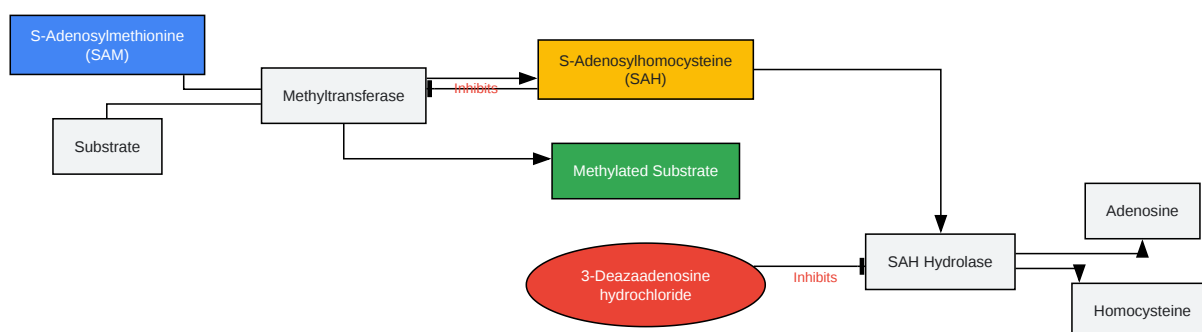 S-Adenosylmethionine
(SAM)
Substrate
Methyltransferase
Inhibits
S-Adenosylhomocysteine
(SAH)
Methylated Substrate
3-Deazaadenosine
hydrochloride
Inhibits
SAH Hydrolase
Adenosine
Homocysteine